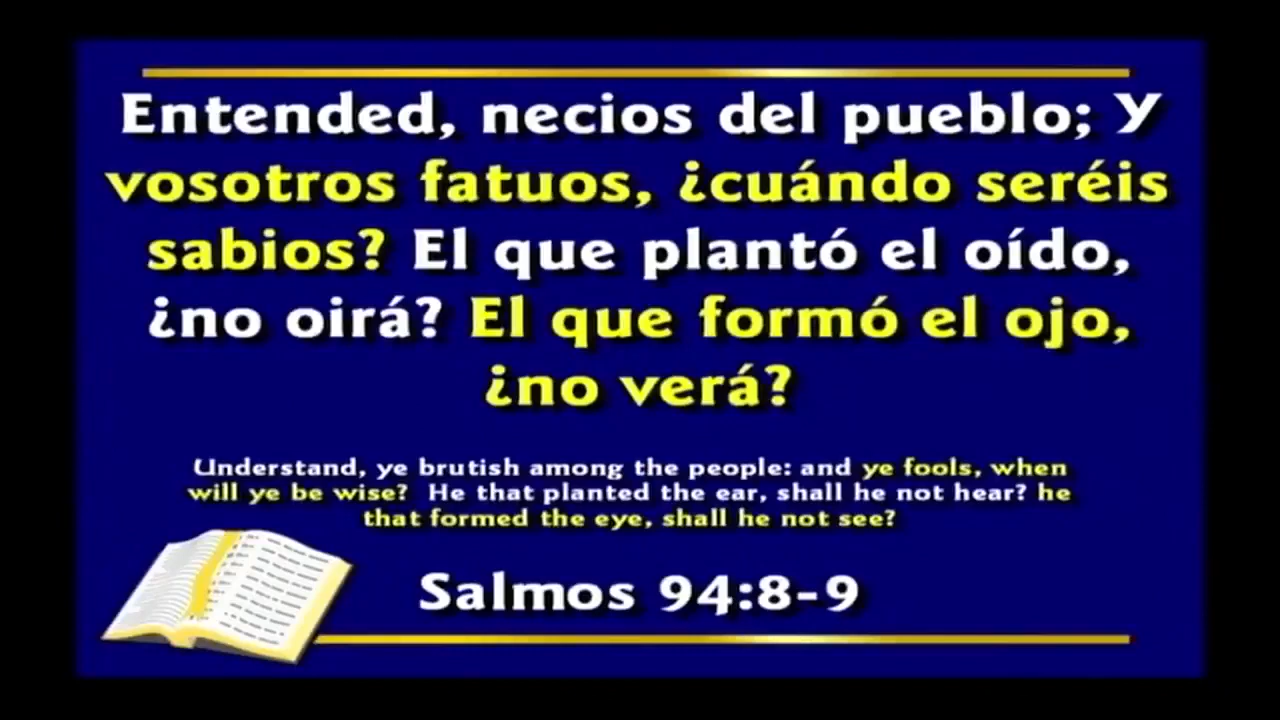 Entended, necios del pueblo; Y
vosotros fatuos, ¿cuándo seréis
sabios? El que plantó el oído,
¿no oirá? El que formó el ojo,
¿no verá?
Understand, ye brutish among the people: and ye fools, when
will ye be wise? He that planted the ear, shall he not hear? he
that formed the eye, shall he not see?
Salmos 94:8-9